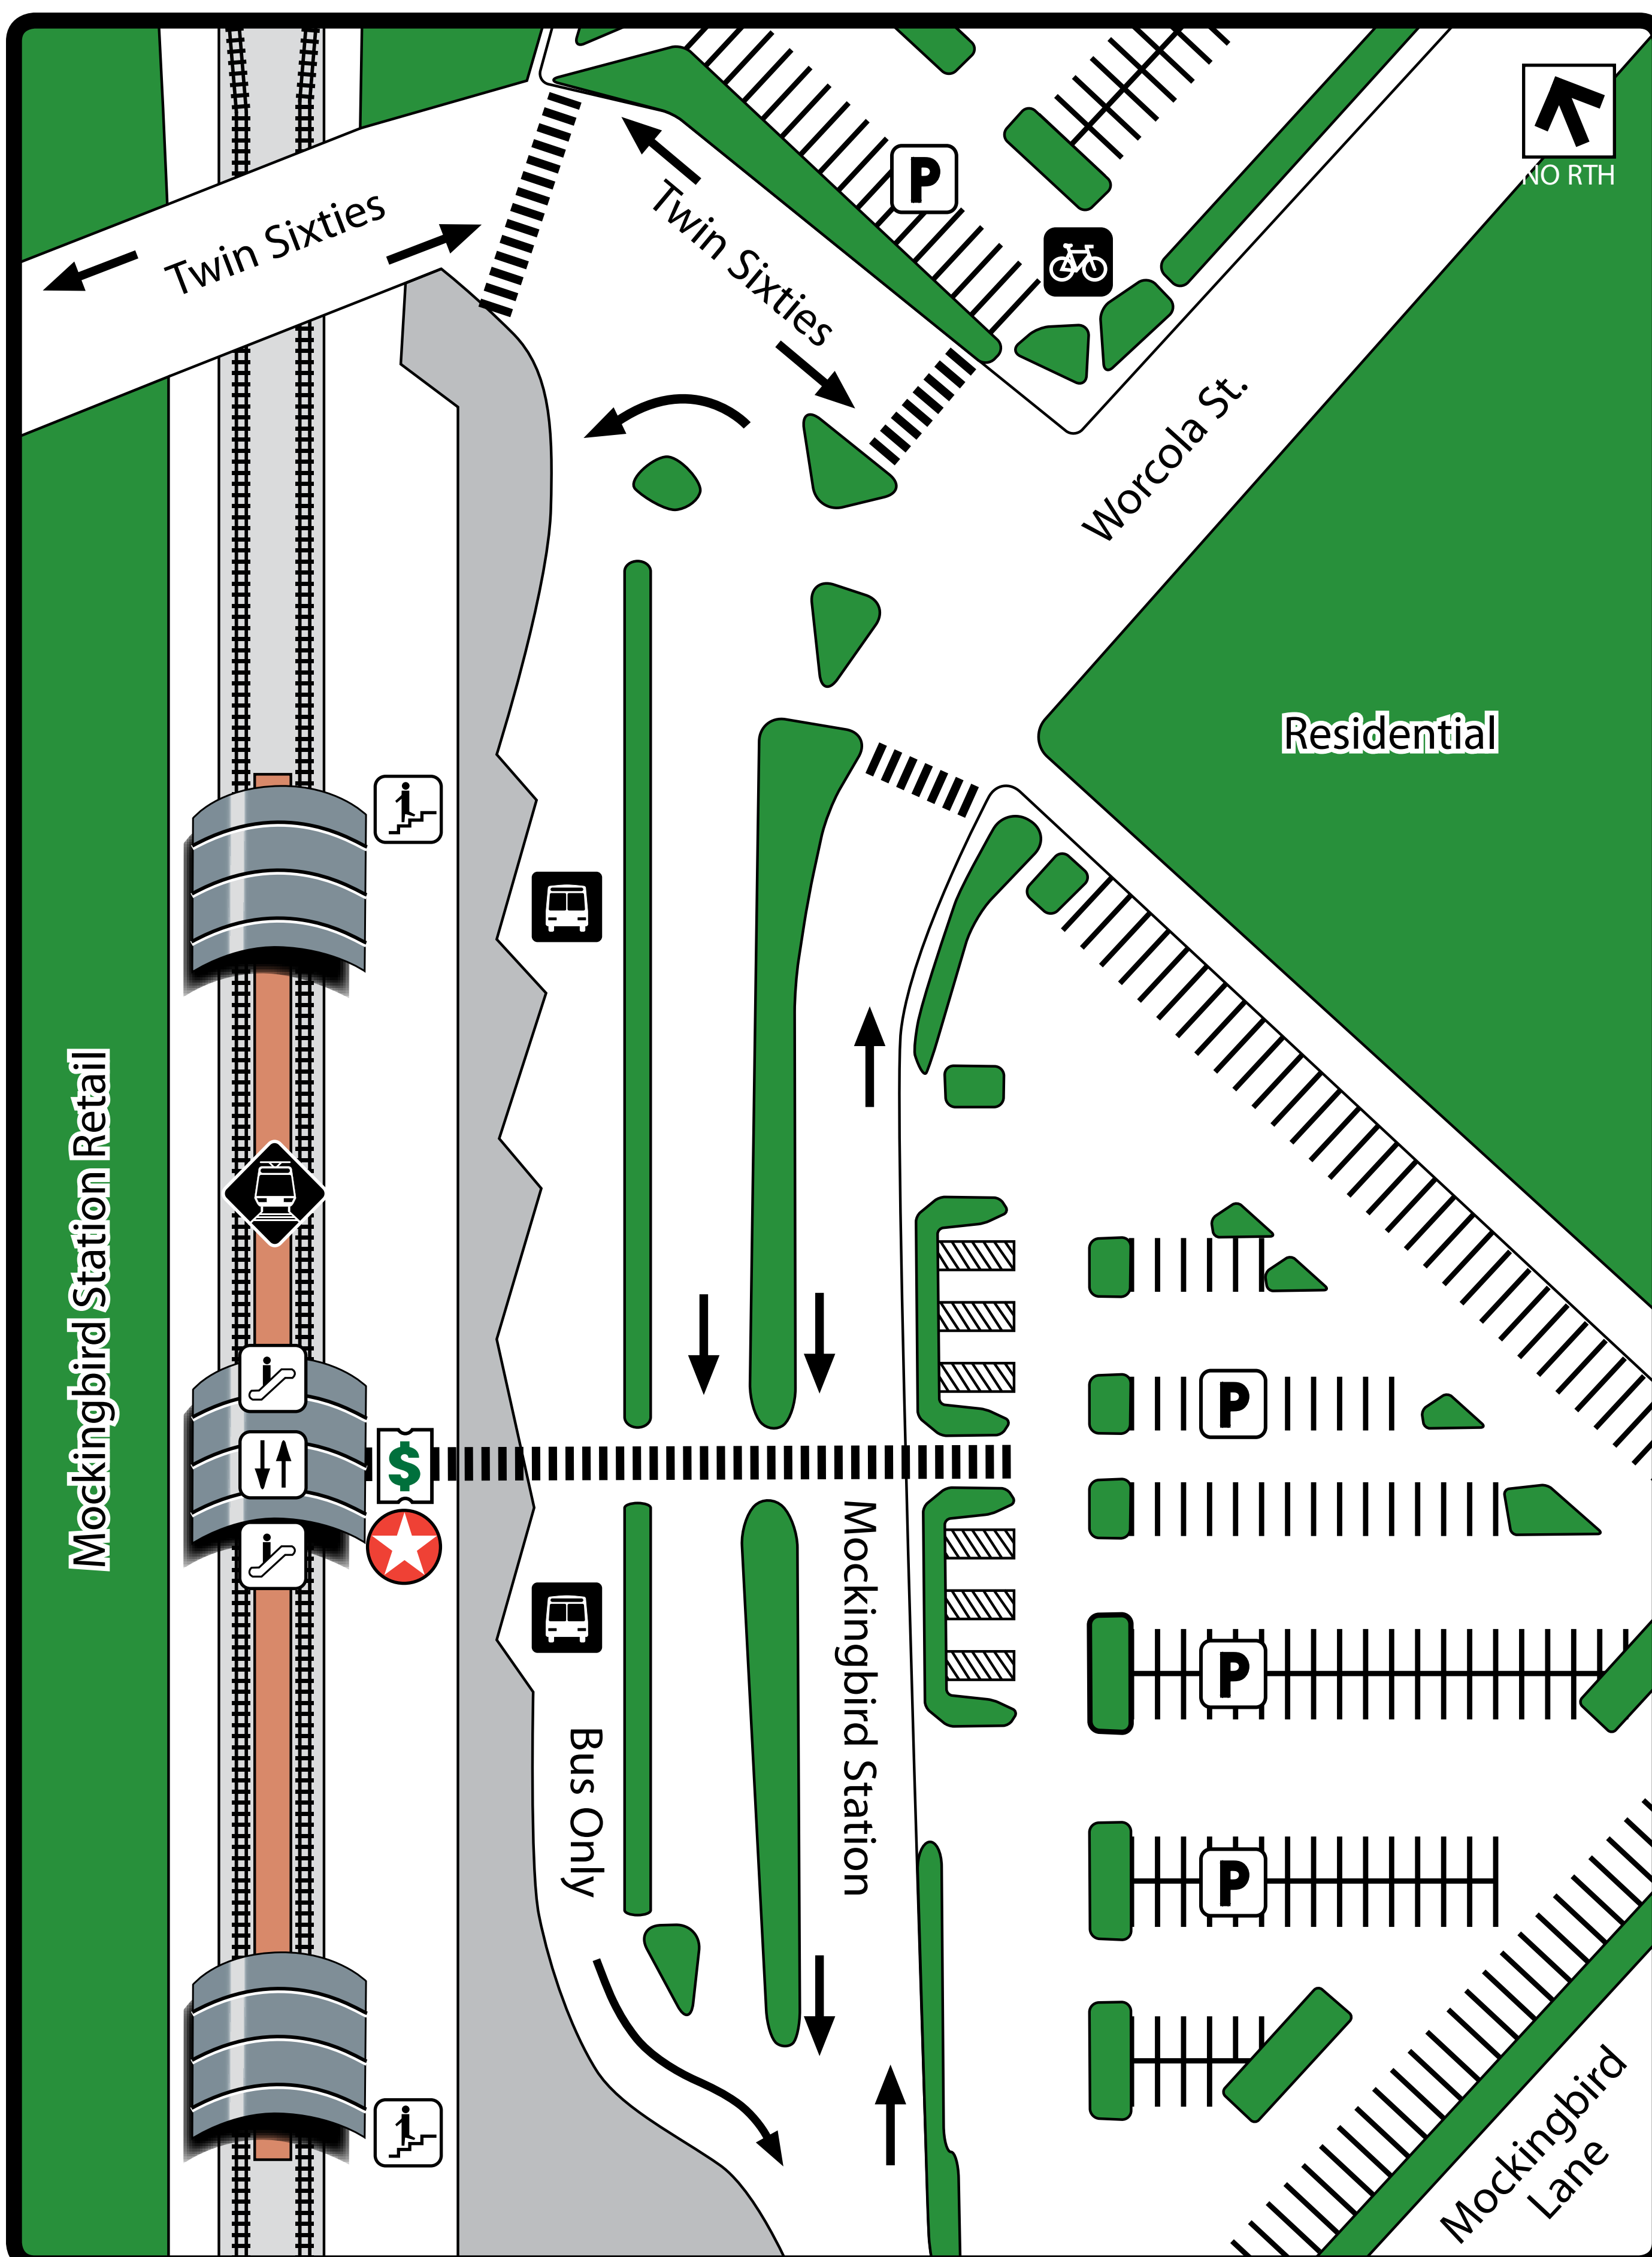 NO RTH
P
Twin Sixties
Twin Sixties
Worcola St.
Residential
Mockingbird Station Retail
P
$
Mockingbird Station
P
Bus Only
P
Mockingbird
Lane